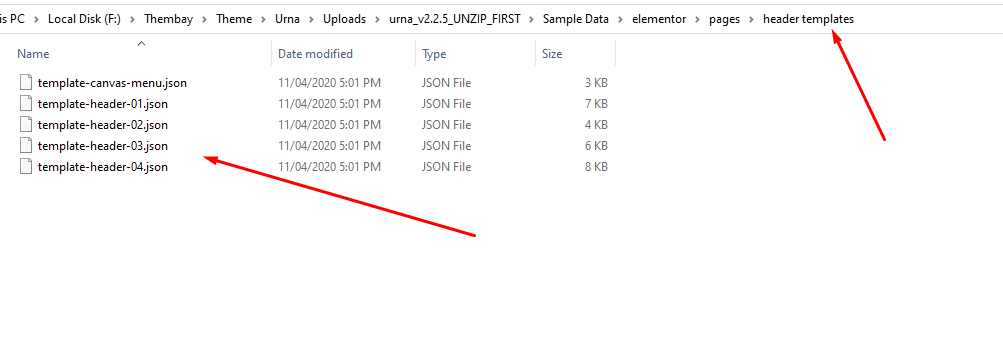 is PC > Local Disk (F:) > Thembay > Theme > Urna > Uploads > urna_v2.2.5_UNZIP_FIRST > Sample Data > elementor > pages > header templates
Name Date modified Type Size
template-canvas-menu.json 11/04/2020 5:01 PM JSON File 3 KB
template-header-01.json 11/04/2020 5:01 PM JSON File 7 KB
template-header-02.json 11/04/2020 5:01 PM JSON File 4 KB
template-header-03.json 11/04/2020 5:01 PM JSON File 6 KB
template-header-04.json 11/04/2020 5:01 PM JSON File 8 KB